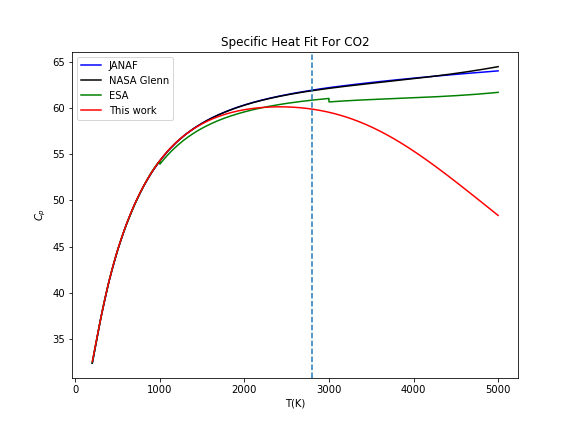 Specific Heat Fit For CO2
JANAF
NASA Glenn
ESA
This work
65
60
55
50
45
40
35
C_p
0 1000 2000 3000 4000 5000
T(K)